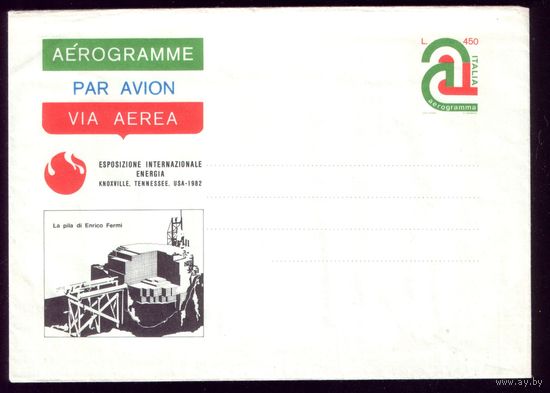 AÉROGRAMME
PAR AVION
VIA AEREA
L. 450
ITALIA
aerogramma
ESPOSIZIONE INTERNAZIONALE
ENERGIA
KNOXVILLE, TENNESSEE, USA-1982
La pila di Enrico Fermi
www.ay.by